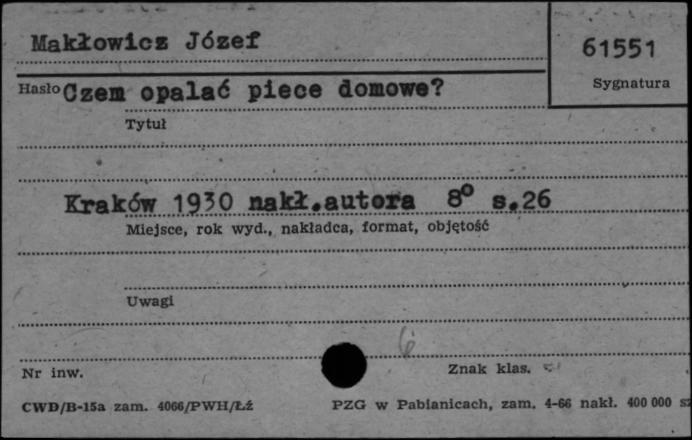 Makłowicz Józef
61551
Sygnatura
Hasło Czem opalać piece domowe?
Tytuł
Kraków 1930 nakł.autora 8° s.26
Miejsce, rok wyd., nakładca, format, objętość
Uwagi
6
Nr inw.
Znak klas.
CWD/B-15a zam. 4066/PWH/Łź
PZG w Pabianicach, zam. 4-66 nakł. 400 000